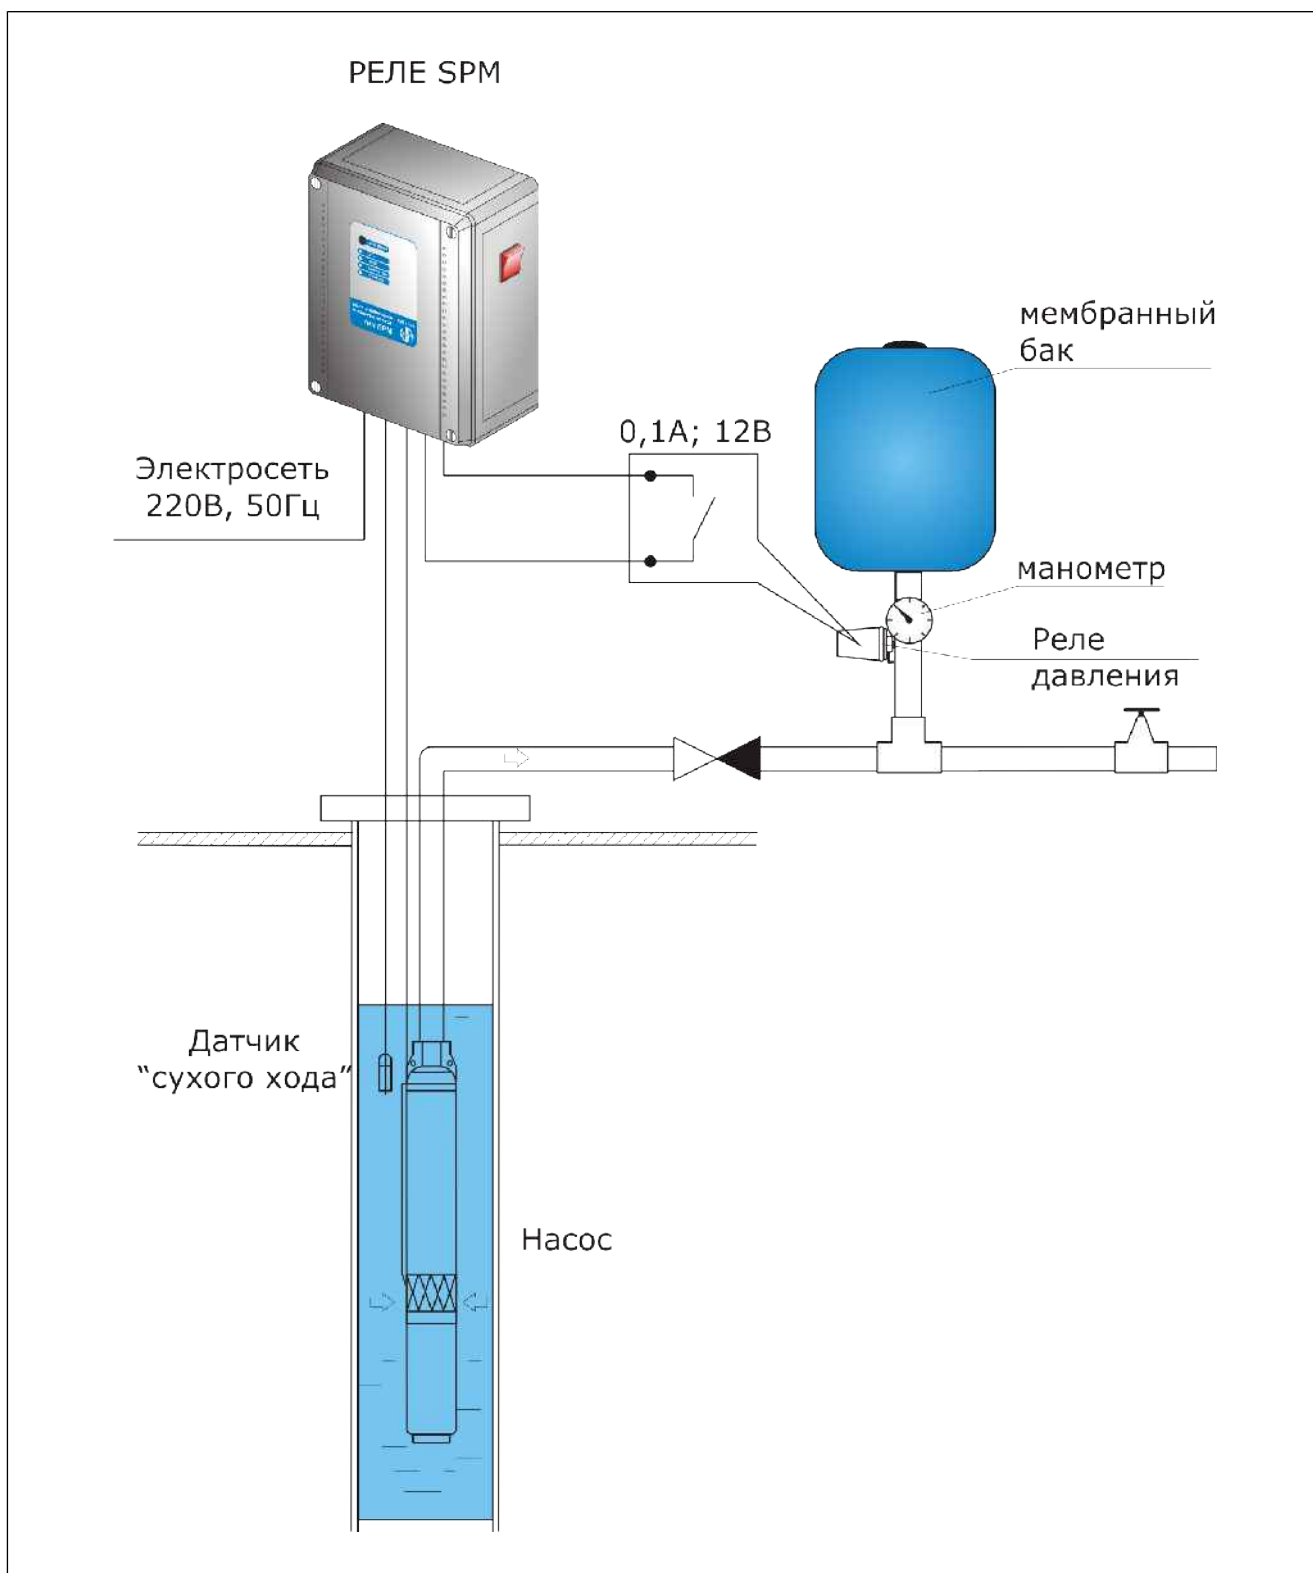 РЕЛЕ SPM
мембранный
бак
0,1А; 12В
Электросеть
220В, 50Гц
манометр
Реле
давления
Датчик
“сухого хода”
Насос